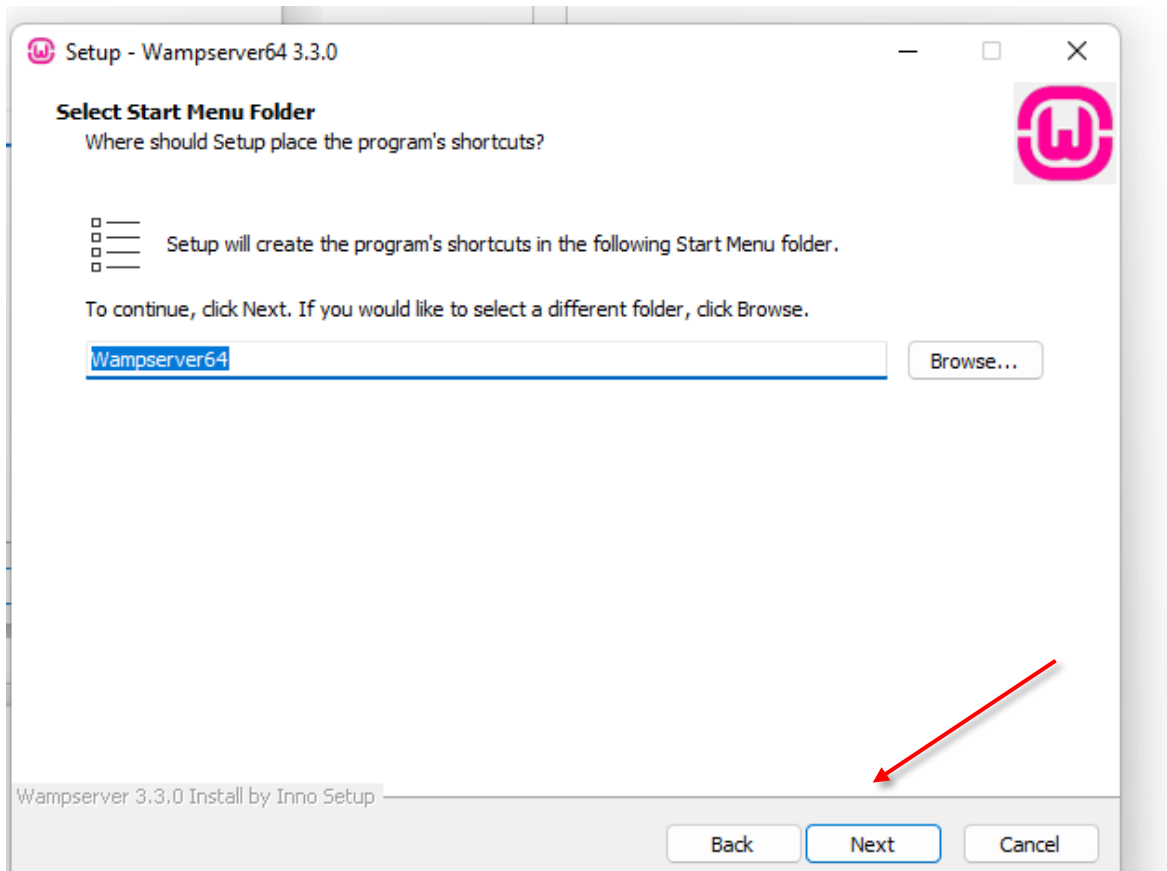 Setup - Wampserver64 3.3.0
Select Start Menu Folder
Where should Setup place the program's shortcuts?
Setup will create the program's shortcuts in the following Start Menu folder.
To continue, click Next. If you would like to select a different folder, click Browse.
Wampserver64
Browse...
Wampserver 3.3.0 Install by Inno Setup
Back
Next
Cancel